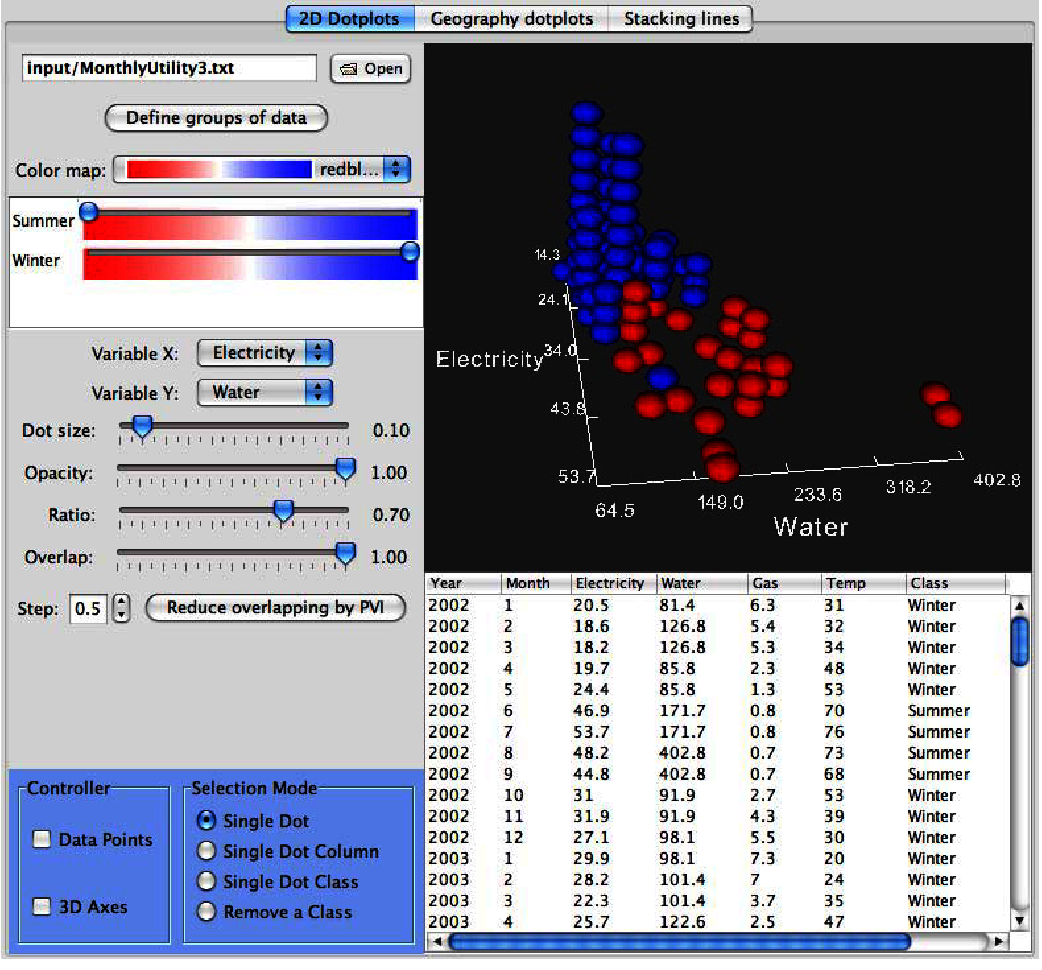 2D Dotplots Geography dotplots Stacking lines
input/MonthlyUtility3.txt Open
Define groups of data
Color map: redbl...
Summer
Winter
Variable X: Electricity
Variable Y: Water
Dot size: 0.10
Opacity: 1.00
Ratio: 0.70
Overlap: 1.00
Step: 0.5 Reduce overlapping by PVI
Controller
Data Points
3D Axes
Selection Mode
Single Dot
Single Dot Column
Single Dot Class
Remove a Class
14.3
24.1
34.0
Electricity
43.8
53.7
64.5 149.0 233.6 318.2 402.8
Water
Year Month Electricity Water Gas Temp Class
2002 1 20.5 81.4 6.3 31 Winter
2002 2 18.6 126.8 5.4 32 Winter
2002 3 18.2 126.8 5.3 34 Winter
2002 4 19.7 85.8 2.3 48 Winter
2002 5 24.4 85.8 1.3 53 Winter
2002 6 46.9 171.7 0.8 70 Summer
2002 7 53.7 171.7 0.8 76 Summer
2002 8 48.2 402.8 0.7 73 Summer
2002 9 44.8 402.8 0.7 68 Summer
2002 10 31 91.9 2.7 53 Winter
2002 11 31.9 91.9 4.3 39 Winter
2002 12 27.1 98.1 5.5 30 Winter
2003 1 29.9 98.1 7.3 20 Winter
2003 2 28.2 101.4 7 24 Winter
2003 3 22.3 101.4 3.7 35 Winter
2003 4 25.7 122.6 2.5 47 Winter